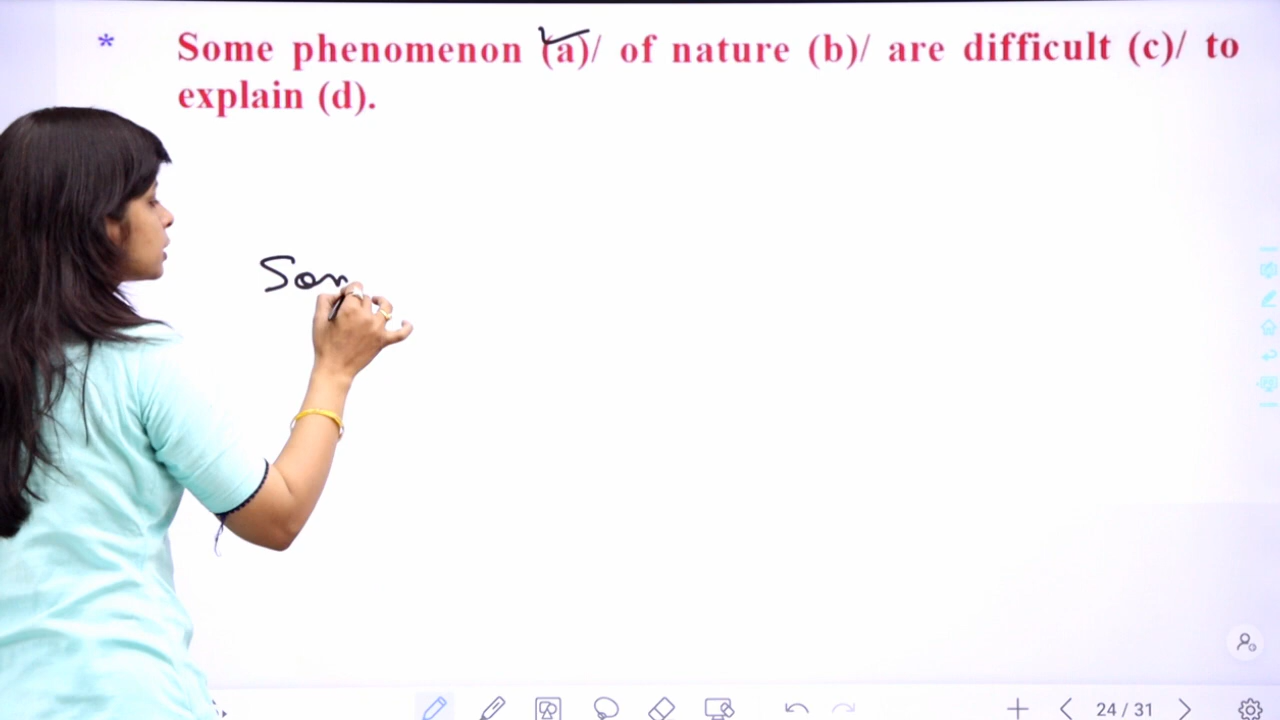 * Some phenomenon (a)/ of nature (b)/ are difficult (c)/ to
explain (d).
Som
24 / 31